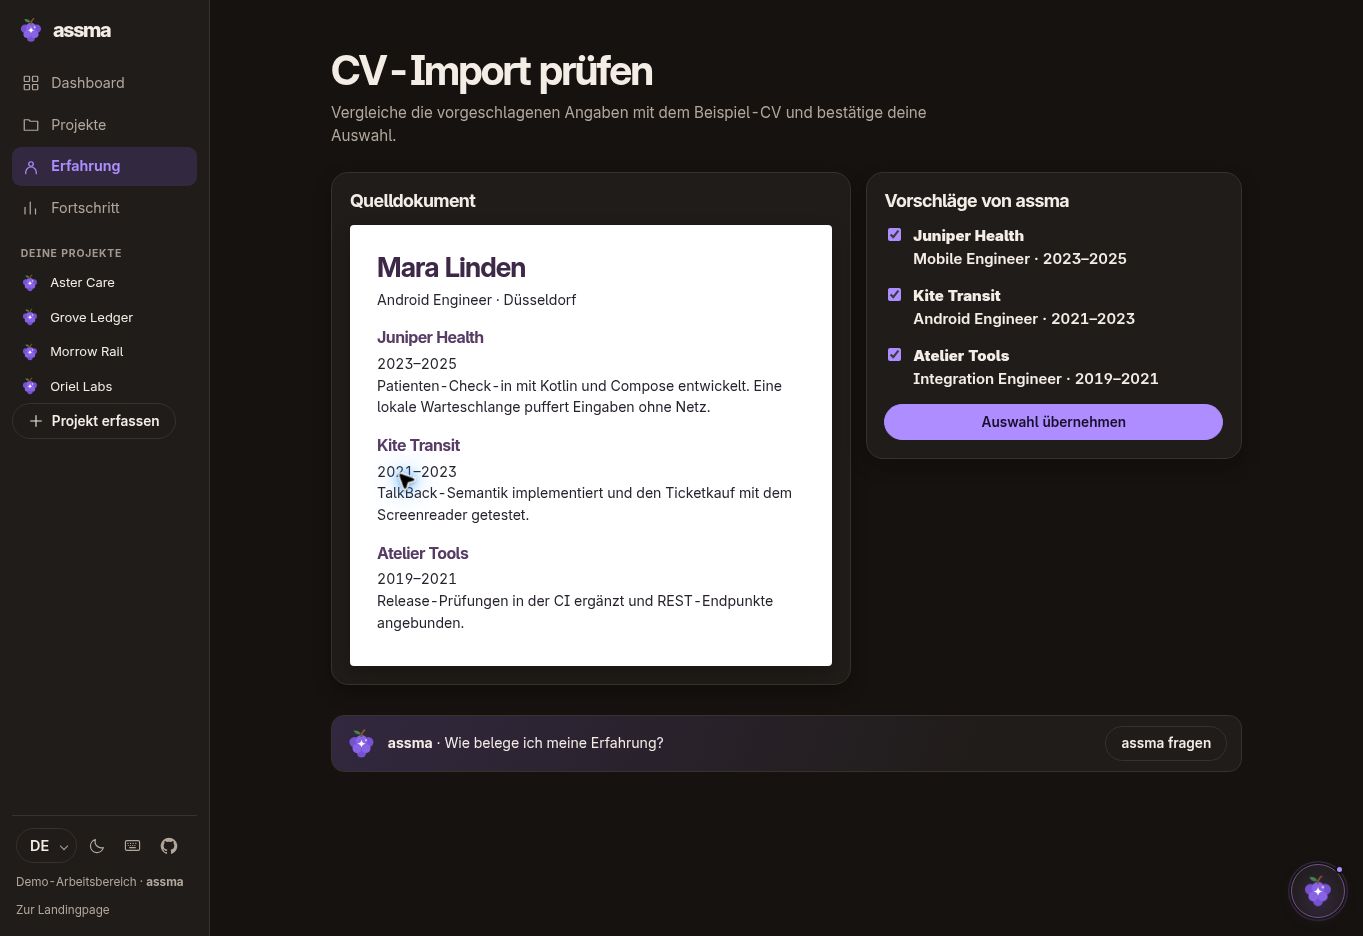 assma
Dashboard
Projekte
Erfahrung
Fortschritt
DEINE PROJEKTE
Aster Care
Grove Ledger
Morrow Rail
Oriel Labs
Projekt erfassen
DE
Demo-Arbeitsbereich · assma
Zur Landingpage
CV-Import prüfen
Vergleiche die vorgeschlagenen Angaben mit dem Beispiel-CV und bestätige deine
Auswahl.
Quelldokument
Mara Linden
Android Engineer · Düsseldorf
Juniper Health
2023–2025
Patienten-Check-in mit Kotlin und Compose entwickelt. Eine
lokale Warteschlange puffert Eingaben ohne Netz.
Kite Transit
2021–2023
TalkBack-Semantik implementiert und den Ticketkauf mit dem
Screenreader getestet.
Atelier Tools
2019–2021
Release-Prüfungen in der CI ergänzt und REST-Endpunkte
angebunden.
Vorschläge von assma
Juniper Health
Mobile Engineer · 2023–2025
Kite Transit
Android Engineer · 2021–2023
Atelier Tools
Integration Engineer · 2019–2021
Auswahl übernehmen
assma · Wie belege ich meine Erfahrung?
assma fragen